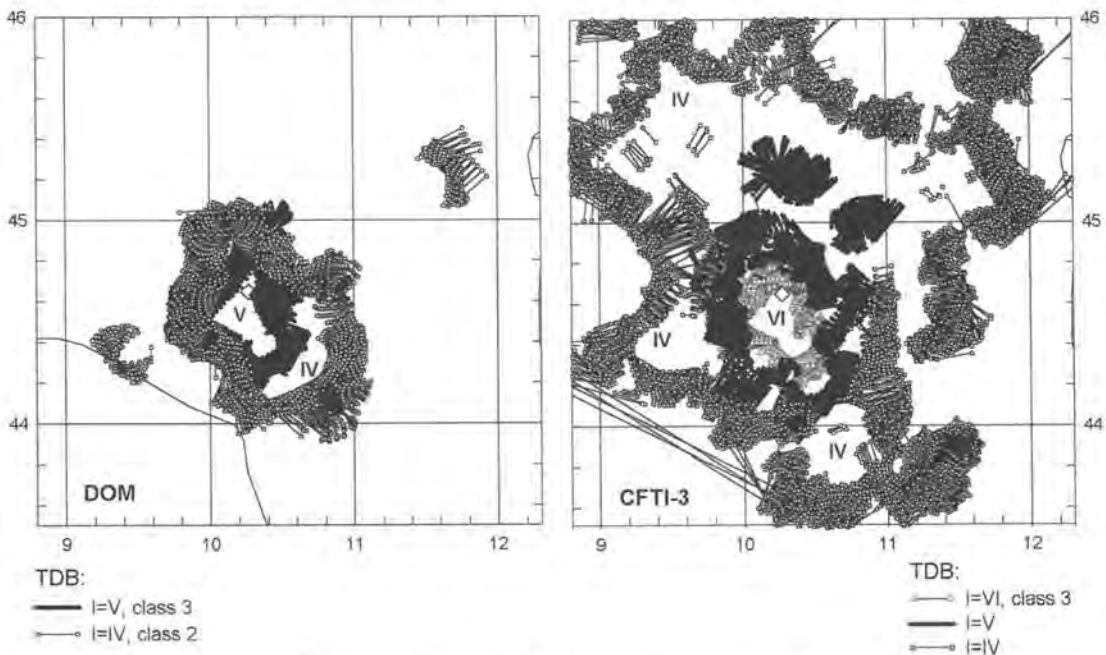 46
45
44
9 10 11 12
V
IV
DOM
TDB:
I=V, class 3
I=IV, class 2
46
45
44
9 10 11 12
IV
VI
IV
IV
CFTI-3
TDB:
I=VI, class 3
I=V
I=IV